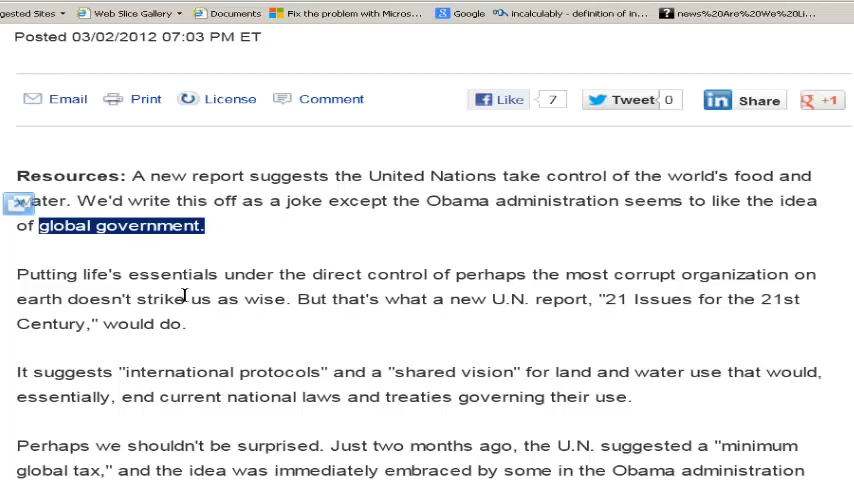 gested Sites Web Slice Gallery Documents Fix the problem with Micros... Google incalculably - definition of in... news%20Are%20We%20Li...
Posted 03/02/2012 07:03 PM ET
Email Print License Comment Like 7 Tweet 0 in Share g +1
Resources: A new report suggests the United Nations take control of the world's food and
water. We'd write this off as a joke except the Obama administration seems to like the idea
of global government.
Putting life's essentials under the direct control of perhaps the most corrupt organization on
earth doesn't strike us as wise. But that's what a new U.N. report, "21 Issues for the 21st
Century," would do.
It suggests "international protocols" and a "shared vision" for land and water use that would,
essentially, end current national laws and treaties governing their use.
Perhaps we shouldn't be surprised. Just two months ago, the U.N. suggested a "minimum
global tax," and the idea was immediately embraced by some in the Obama administration